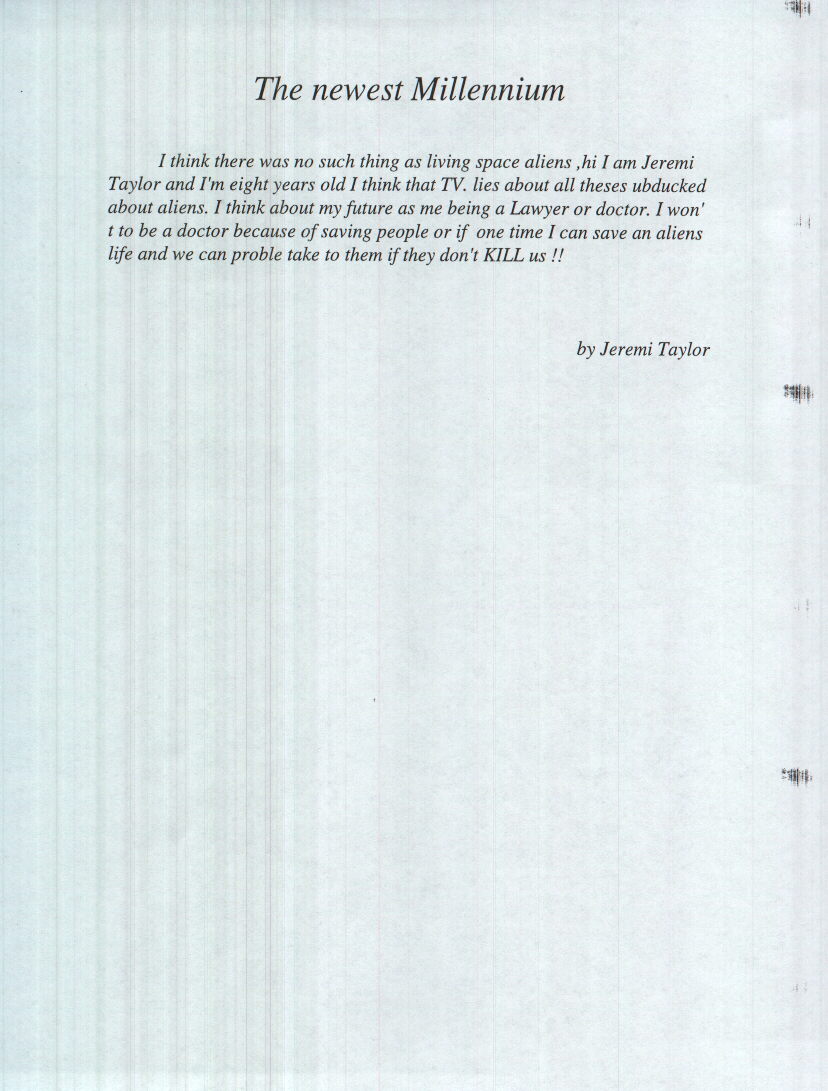 The newest Millennium
I think there was no such thing as living space aliens ,hi I am Jeremi
Taylor and I'm eight years old I think that TV. lies about all theses ubducked
about aliens. I think about my future as me being a Lawyer or doctor. I won'
t to be a doctor because of saving people or if one time I can save an aliens
life and we can proble take to them if they don't KILL us !!
by Jeremi Taylor